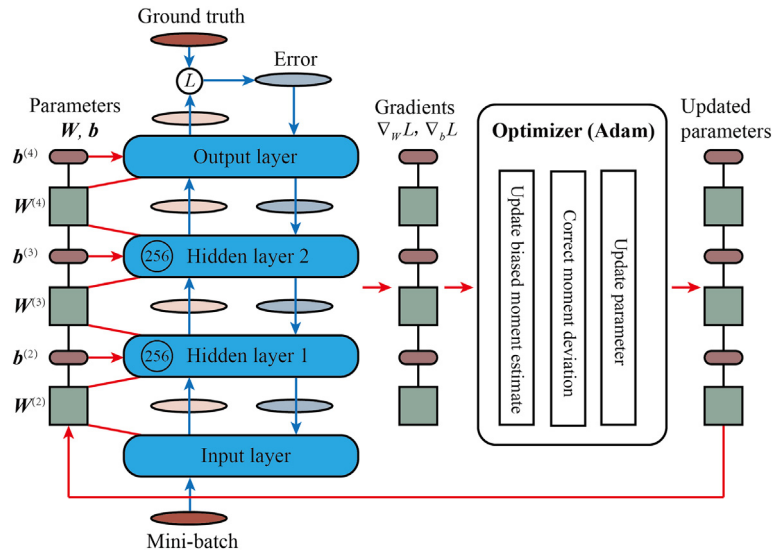 Ground truth
L
Error
Parameters
W, b
b(4)
W(4)
b(3)
W(3)
b(2)
W(2)
Output layer
256
Hidden layer 2
256
Hidden layer 1
Input layer
Mini-batch
Gradients
∇WL, ∇bL
Optimizer (Adam)
Update biased moment estimate
Correct moment deviation
Update parameter
Updated
parameters